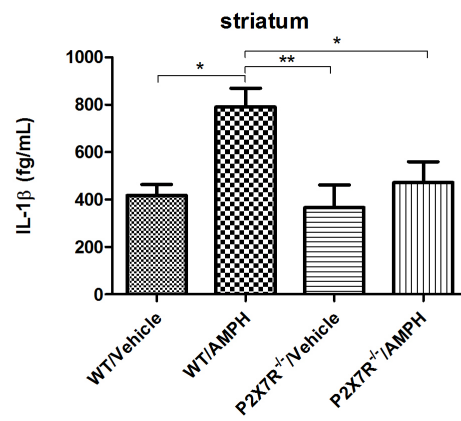 striatum
* ** *
IL-1β (fg/mL)
1000
800
600
400
200
0
WT/Vehicle
WT/AMPH
P2X7R-/-/Vehicle
P2X7R-/-/AMPH